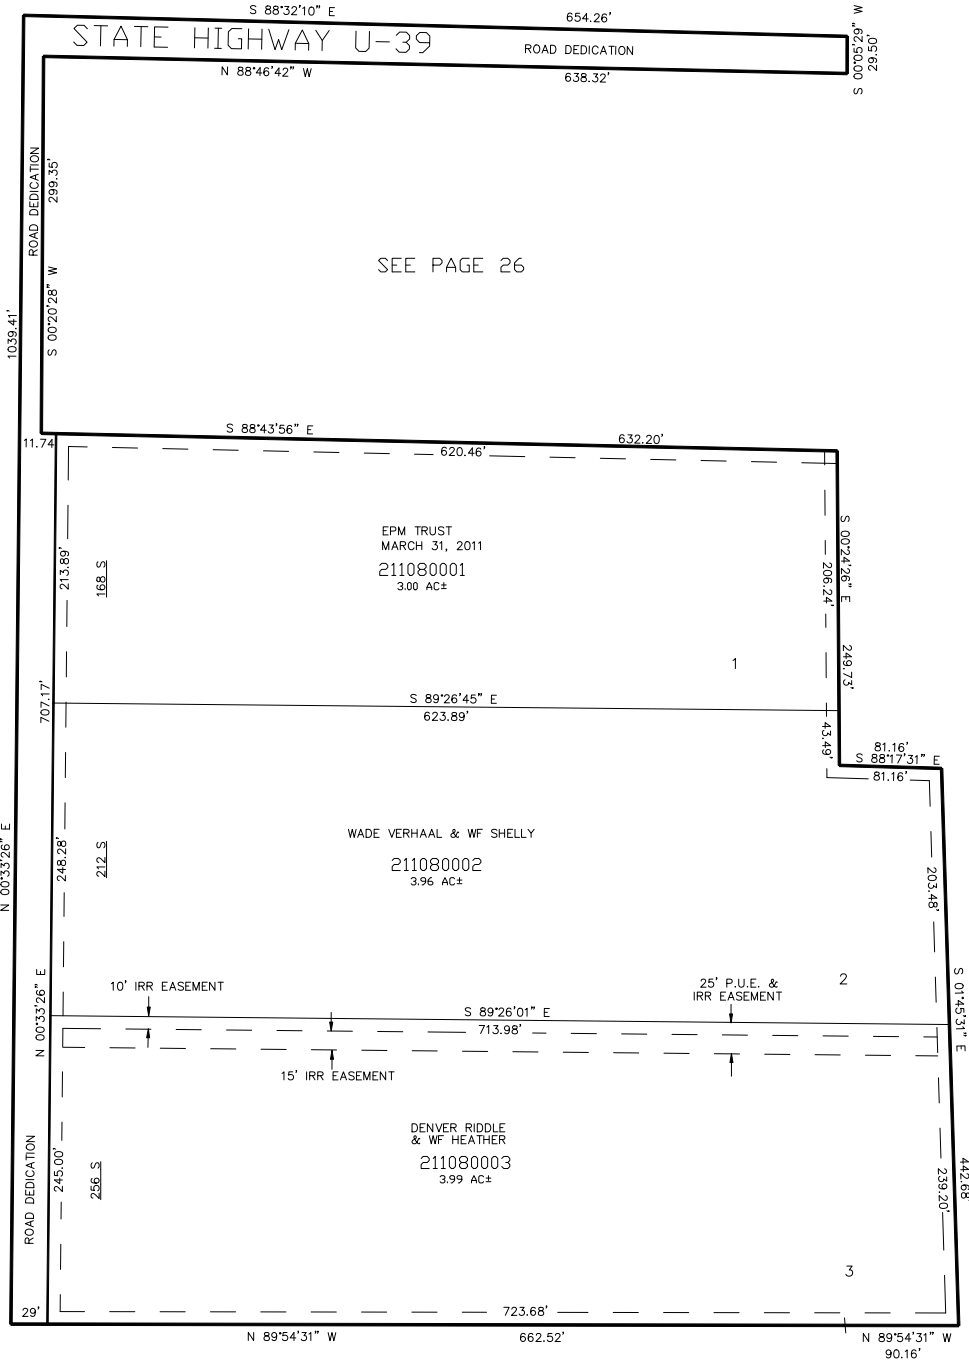 S 88°32'10" E
654.26'
STATE HIGHWAY U-39
ROAD DEDICATION
S 00°05'29" W
29.50'
N 88°46'42" W
638.32'
ROAD DEDICATION
299.35'
S 00°20'28" W
SEE PAGE 26
1039.41'
11.74
S 88°43'56" E
632.20'
620.46'
EPM TRUST
MARCH 31, 2011
211080001
3.00 AC±
213.89'
168 S
206.24'
S 00°24'26" E
249.73'
1
707.17'
S 89°26'45" E
623.89'
43.49'
81.16'
S 88°17'31" E
81.16'
WADE VERHAAL & WF SHELLY
211080002
3.96 AC±
N 00°33'26" E
248.28'
212 S
203.48'
10' IRR EASEMENT
25' P.U.E. &
IRR EASEMENT
2
N 00°33'26" E
S 89°26'01" E
713.98'
S 01°45'31" E
15' IRR EASEMENT
DENVER RIDDLE
& WF HEATHER
211080003
3.99 AC±
ROAD DEDICATION
245.00'
256 S
239.20'
442.68'
3
29'
723.68'
N 89°54'31" W
662.52'
N 89°54'31" W
90.16'